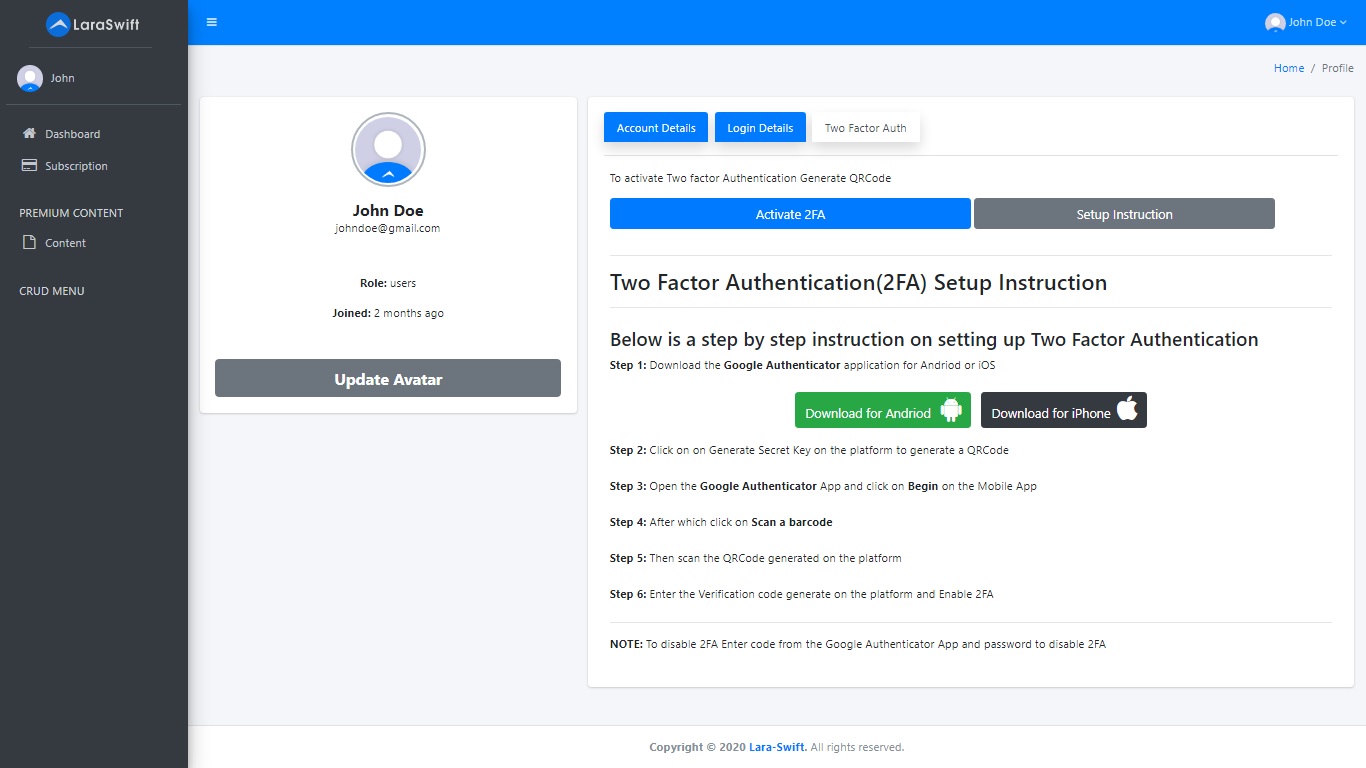 LaraSwift
John Doe
John
Home / Profile
Dashboard
Subscription
PREMIUM CONTENT
Content
CRUD MENU
John Doe
johndoe@gmail.com
Role: users
Joined: 2 months ago
Update Avatar
Account Details
Login Details
Two Factor Auth
To activate Two factor Authentication Generate QRCode
Activate 2FA
Setup Instruction
Two Factor Authentication(2FA) Setup Instruction
Below is a step by step instruction on setting up Two Factor Authentication
Step 1: Download the Google Authenticator application for Andriod or iOS
Download for Andriod
Download for iPhone
Step 2: Click on on Generate Secret Key on the platform to generate a QRCode
Step 3: Open the Google Authenticator App and click on Begin on the Mobile App
Step 4: After which click on Scan a barcode
Step 5: Then scan the QRCode generated on the platform
Step 6: Enter the Verification code generate on the platform and Enable 2FA
NOTE: To disable 2FA Enter code from the Google Authenticator App and password to disable 2FA
Copyright © 2020 Lara-Swift. All rights reserved.